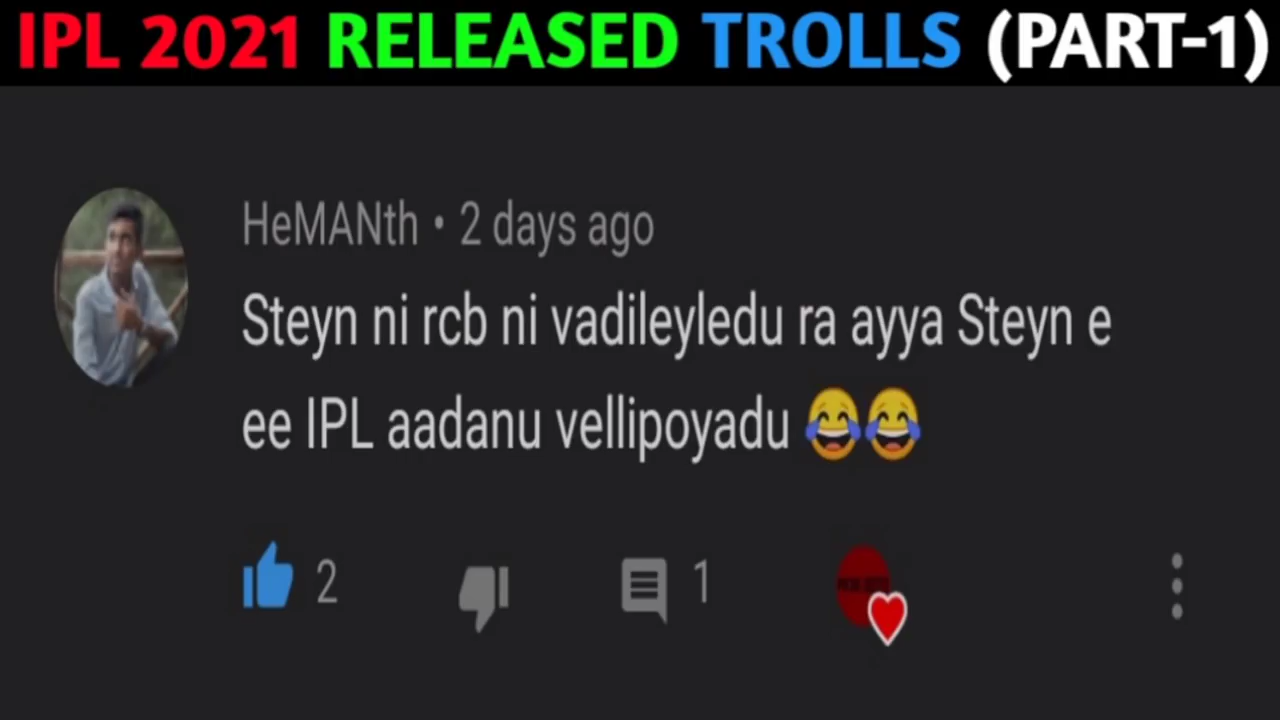 IPL 2021 RELEASED TROLLS (PART-1)
HeMANth • 2 days ago
Steyn ni rcb ni vadileyledu ra ayya Steyn e
ee IPL aadanu vellipoyadu 😂😂
2 1